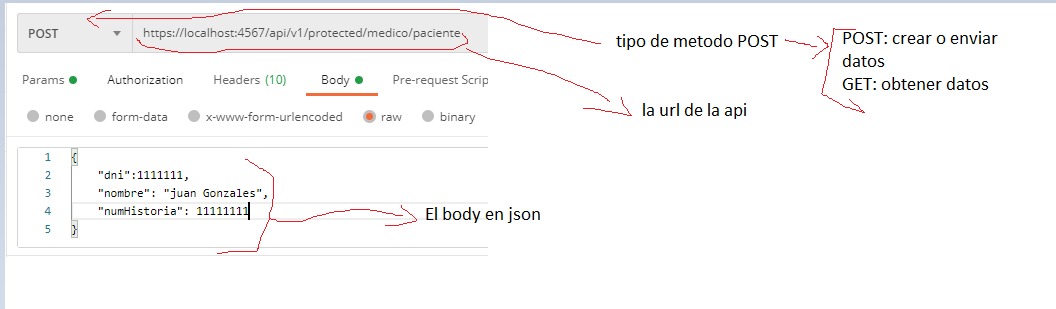 POST
https://localhost:4567/api/v1/protected/medico/paciente
tipo de metodo POST
POST: crear o enviar
datos
GET: obtener datos
Params
Authorization
Headers (10)
Body
Pre-request Scrip
la url de la api
none
form-data
x-www-form-urlencoded
raw
binary
1 {
2 "dni":1111111,
3 "nombre": "juan Gonzales",
4 "numHistoria": 11111111
5 }
El body en json